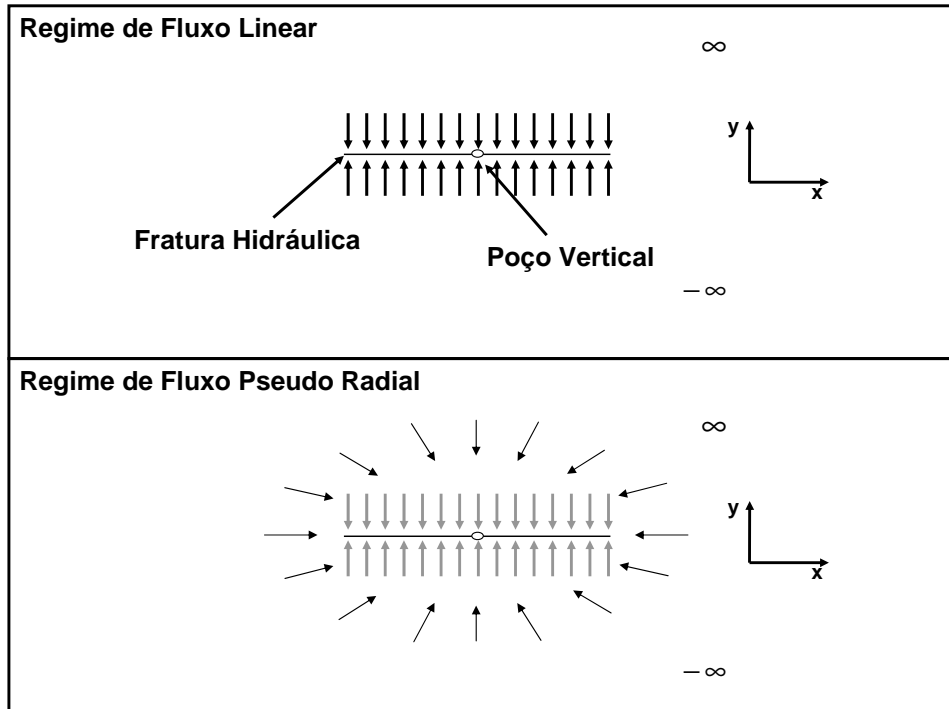 Regime de Fluxo Linear
∞
y
x
Fratura Hidráulica
Poço Vertical
− ∞
Regime de Fluxo Pseudo Radial
∞
y
x
− ∞